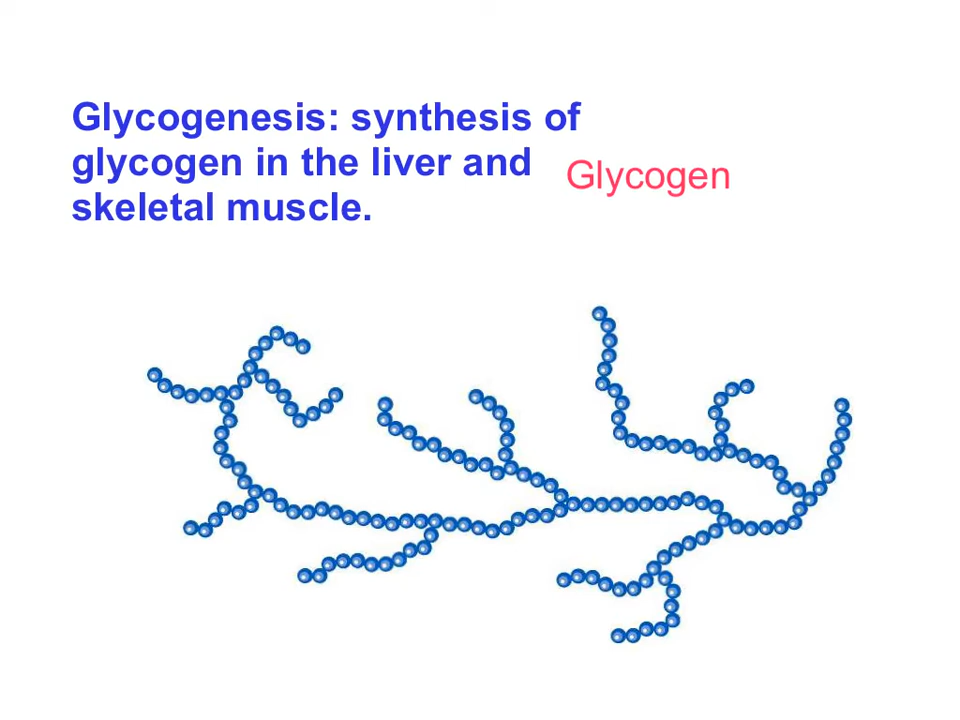 Glycogenesis: synthesis of
glycogen in the liver and
skeletal muscle.
Glycogen